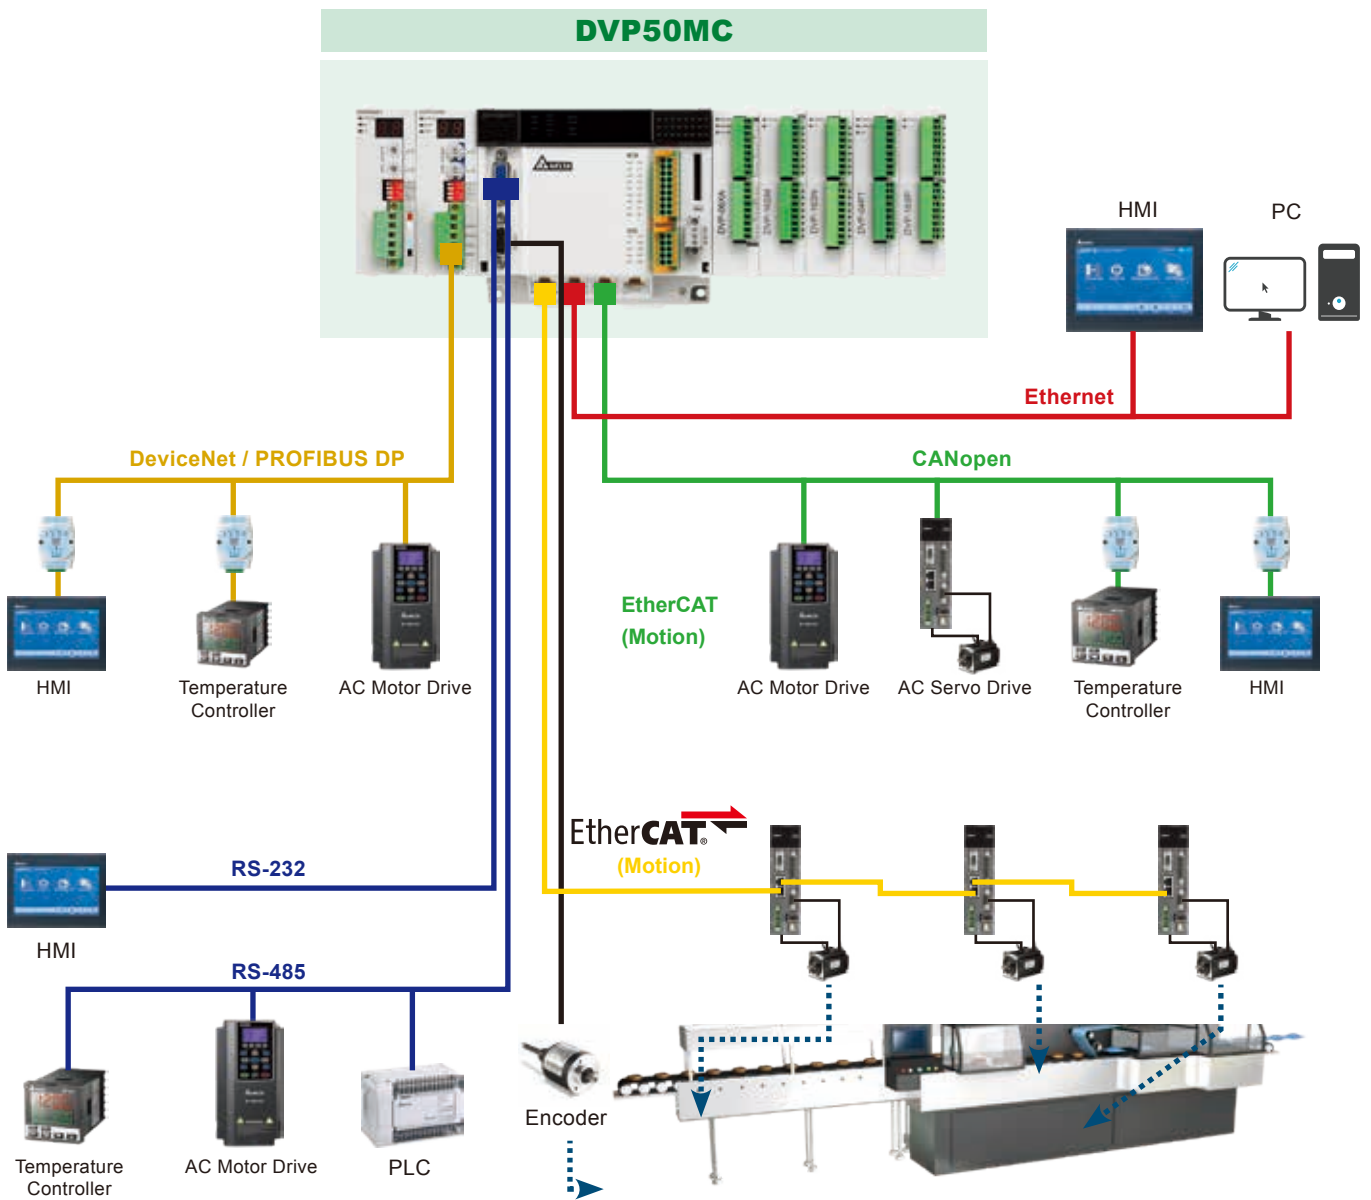 DVP50MC
HMI
PC
Ethernet
DeviceNet / PROFIBUS DP
CANopen
EtherCAT
(Motion)
HMI
Temperature
Controller
AC Motor Drive
AC Motor Drive
AC Servo Drive
Temperature
Controller
HMI
EtherCAT®
(Motion)
RS-232
HMI
RS-485
Encoder
Temperature
Controller
AC Motor Drive
PLC